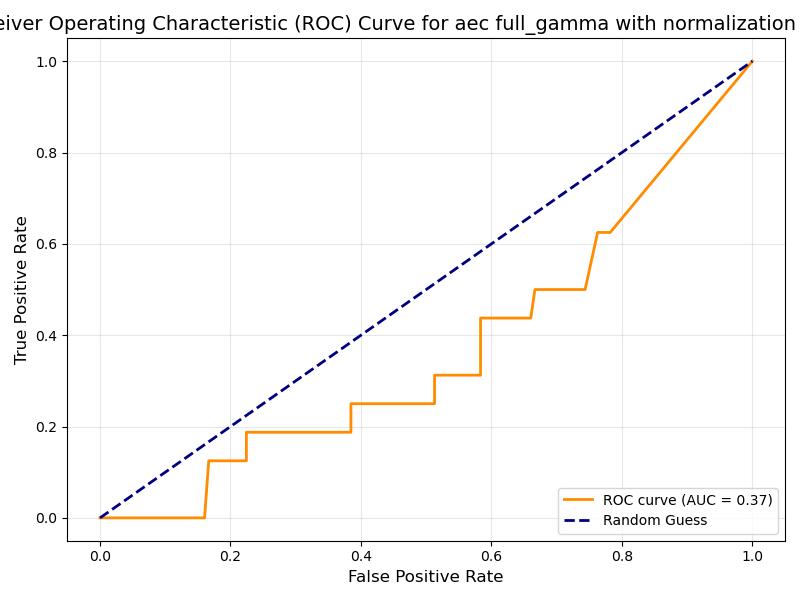 eiver Operating Characteristic (ROC) Curve for aec full_gamma with normalization
1.0
0.8
0.6
0.4
0.2
0.0
True Positive Rate
0.0 0.2 0.4 0.6 0.8 1.0
False Positive Rate
ROC curve (AUC = 0.37)
Random Guess